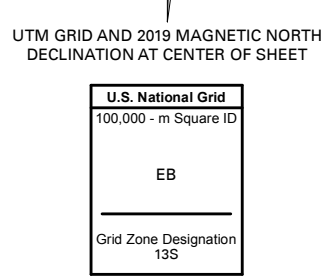 UTM GRID AND 2019 MAGNETIC NORTH
DECLINATION AT CENTER OF SHEET
U.S. National Grid
100,000 - m Square ID
EB
Grid Zone Designation
13S